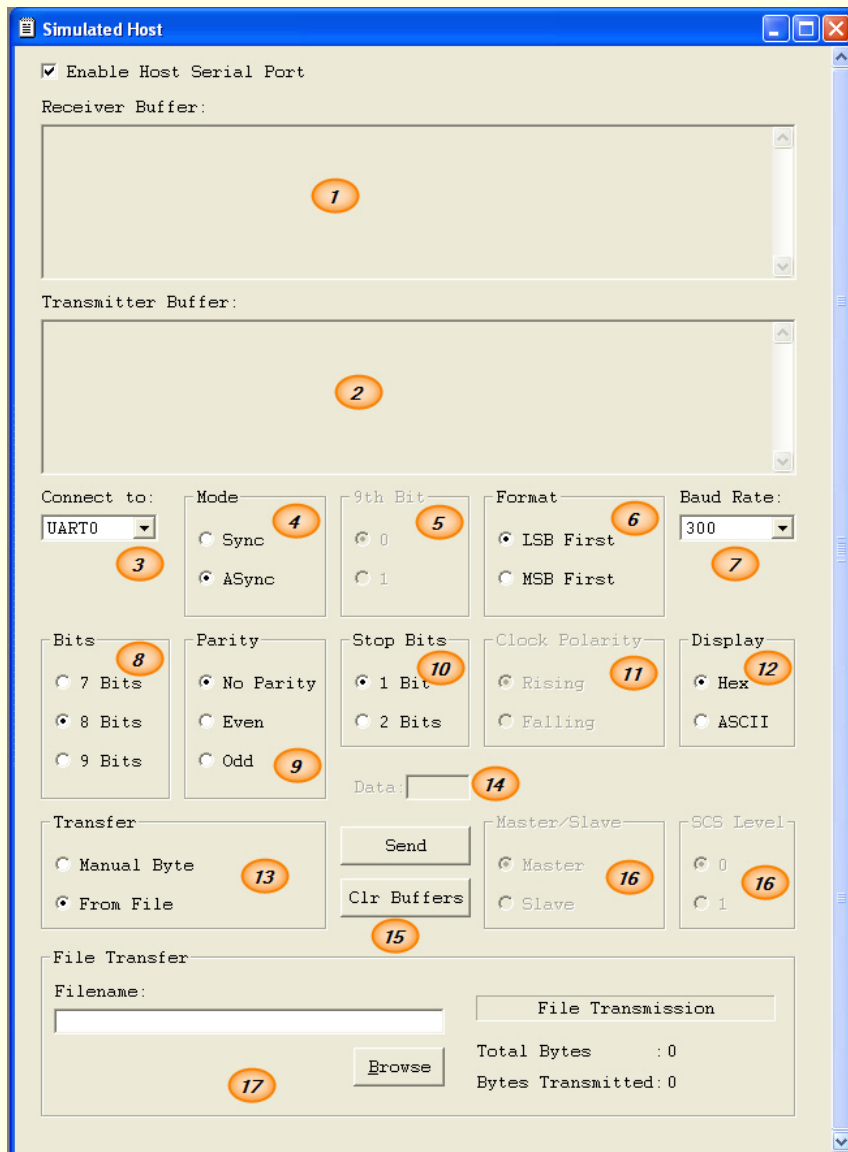 Simulated Host
Enable Host Serial Port
Receiver Buffer:
1
Transmitter Buffer:
2
Connect to:
UART0
3
Mode
4
Sync
ASync
9th Bit
5
0
1
Format
6
LSB First
MSB First
Baud Rate:
300
7
Bits
8
7 Bits
8 Bits
9 Bits
Parity
No Parity
Even
Odd
9
Stop Bits
10
1 Bit
2 Bits
Clock Polarity
11
Rising
Falling
Display
12
Hex
ASCII
Data:
14
Transfer
Manual Byte
13
From File
Send
Clr Buffers
15
Master/Slave
Master
16
Slave
SCS Level
0
16
1
File Transfer
Filename:
Browse
17
File Transmission
Total Bytes :0
Bytes Transmitted:0